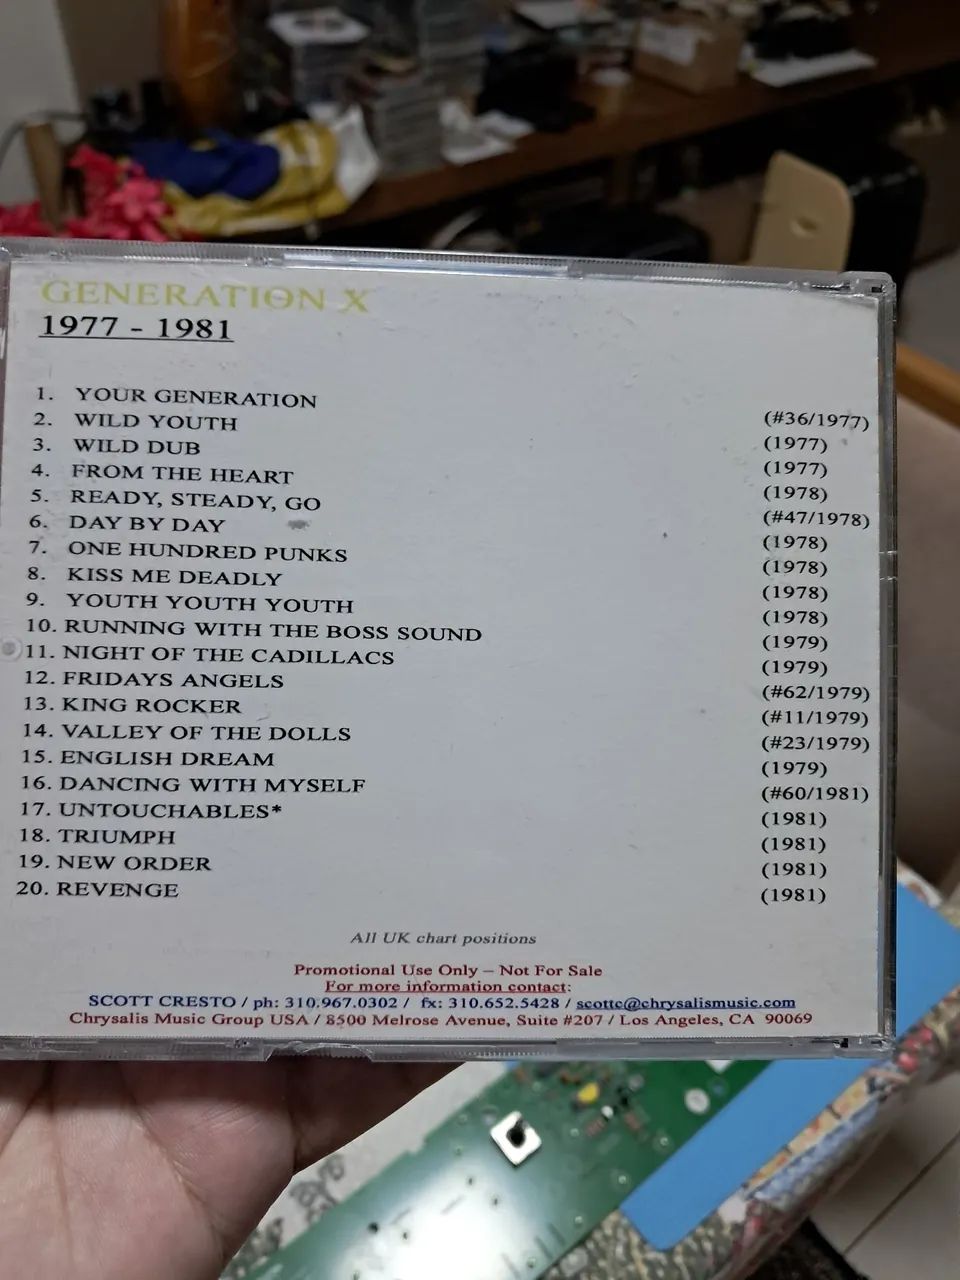 GENERATION X
1977 - 1981
1. YOUR GENERATION (#36/1977)
2. WILD YOUTH (1977)
3. WILD DUB (1977)
4. FROM THE HEART (1978)
5. READY, STEADY, GO (#47/1978)
6. DAY BY DAY (1978)
7. ONE HUNDRED PUNKS (1978)
8. KISS ME DEADLY (1978)
9. YOUTH YOUTH YOUTH (1978)
10. RUNNING WITH THE BOSS SOUND (1979)
11. NIGHT OF THE CADILLACS (1979)
12. FRIDAYS ANGELS (#62/1979)
13. KING ROCKER (#11/1979)
14. VALLEY OF THE DOLLS (#23/1979)
15. ENGLISH DREAM (1979)
16. DANCING WITH MYSELF (#60/1981)
17. UNTOUCHABLES* (1981)
18. TRIUMPH (1981)
19. NEW ORDER (1981)
20. REVENGE (1981)
All UK chart positions
Promotional Use Only – Not For Sale
For more information contact:
SCOTT CRESTO / ph: 310.967.0302 / fx: 310.652.5428 / scottc@chrysalismusic.com
Chrysalis Music Group USA / 8500 Melrose Avenue, Suite #207 / Los Angeles, CA 90069